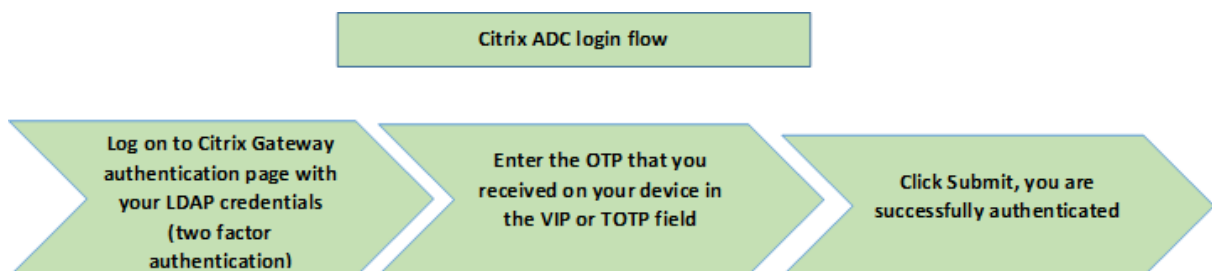 Citrix ADC login flow
Log on to Citrix Gateway
authentication page with
your LDAP credentials
(two factor
authentication)
Enter the OTP that you
received on your device in
the VIP or TOTP field
Click Submit, you are
successfully authenticated